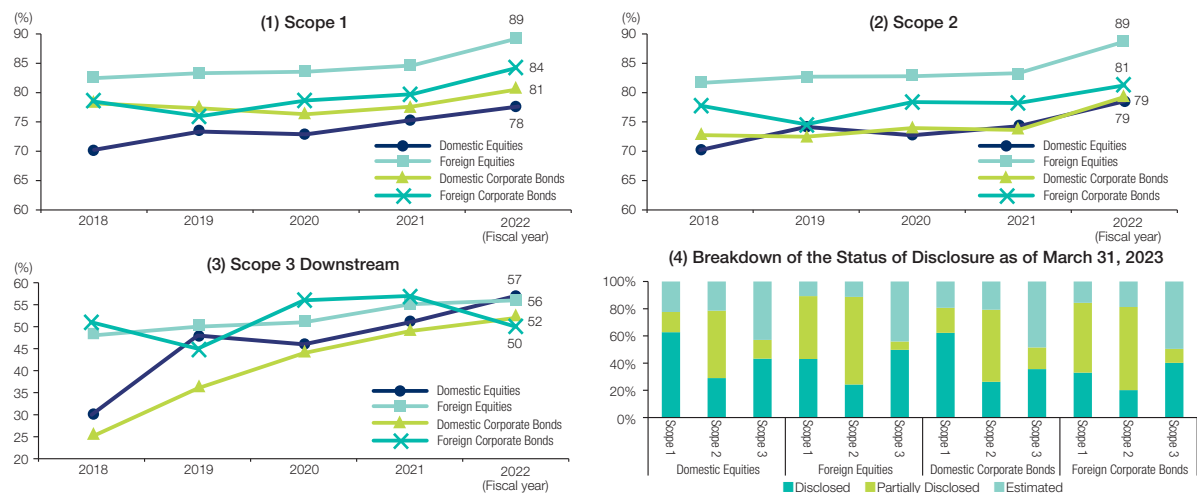 (1) Scope 1
(%)
90
85
80
75
70
65
60
89
84
81
78
Domestic Equities
Foreign Equities
Domestic Corporate Bonds
Foreign Corporate Bonds
2018
2019
2020
2021
2022
(Fiscal year)
(2) Scope 2
(%)
90
85
80
75
70
65
60
89
81
79
79
Domestic Equities
Foreign Equities
Domestic Corporate Bonds
Foreign Corporate Bonds
2018
2019
2020
2021
2022
(Fiscal year)
(3) Scope 3 Downstream
(%)
60
55
50
45
40
35
30
25
20
57
56
52
50
Domestic Equities
Foreign Equities
Domestic Corporate Bonds
Foreign Corporate Bonds
2018
2019
2020
2021
2022
(Fiscal year)
(4) Breakdown of the Status of Disclosure as of March 31, 2023
100%
80%
60%
40%
20%
0%
Scope 1
Scope 2
Scope 3
Scope 1
Scope 2
Scope 3
Scope 1
Scope 2
Scope 3
Scope 1
Scope 2
Scope 3
Domestic Equities
Foreign Equities
Domestic Corporate Bonds
Foreign Corporate Bonds
Disclosed
Partially Disclosed
Estimated